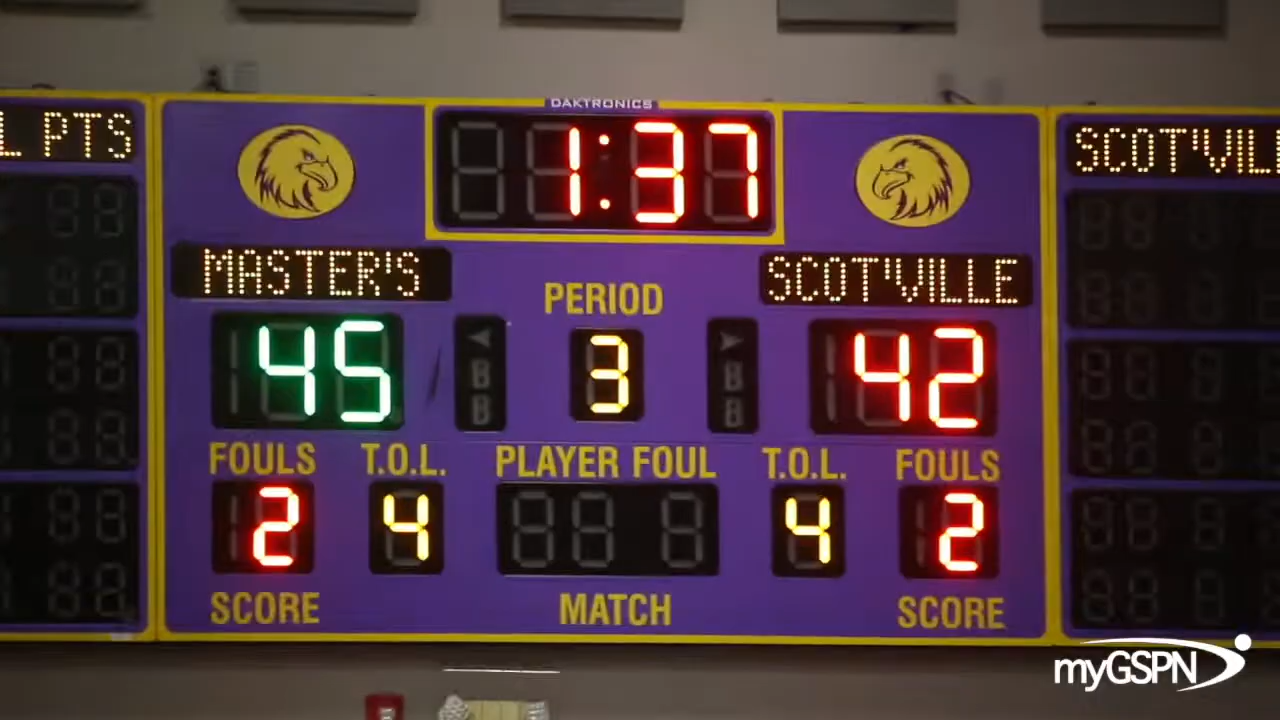 DAKTRONICS
L PTS
1:37
SCOT'VILL
MASTER'S
PERIOD
SCOT'VILLE
45
3
42
FOULS T.O.L. PLAYER FOUL T.O.L. FOULS
2 4 4 2
SCORE MATCH SCORE
myGSPN